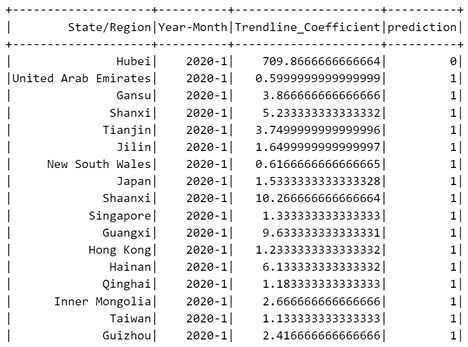 +--------------------+----------+----------------------+----------+
|        State/Region|Year-Month|Trendline_Coefficient|prediction|
+--------------------+----------+----------------------+----------+
|               Hubei|    2020-1|    709.8666666666664|         0|
|United Arab Emirates|    2020-1|   0.5999999999999999|         1|
|               Gansu|    2020-1|    3.866666666666666|         1|
|              Shanxi|    2020-1|    5.233333333333332|         1|
|             Tianjin|    2020-1|   3.7499999999999996|         1|
|               Jilin|    2020-1|   1.6499999999999997|         1|
|     New South Wales|    2020-1|   0.6166666666666665|         1|
|               Japan|    2020-1|   1.5333333333333328|         1|
|             Shaanxi|    2020-1|   10.266666666666664|         1|
|           Singapore|    2020-1|    1.333333333333333|         1|
|             Guangxi|    2020-1|    9.633333333333331|         1|
|           Hong Kong|    2020-1|   1.2333333333333332|         1|
|              Hainan|    2020-1|    6.133333333333332|         1|
|             Qinghai|    2020-1|    1.183333333333333|         1|
|      Inner Mongolia|    2020-1|    2.666666666666666|         1|
|              Taiwan|    2020-1|    1.133333333333333|         1|
|             Guizhou|    2020-1|    2.416666666666666|         1|